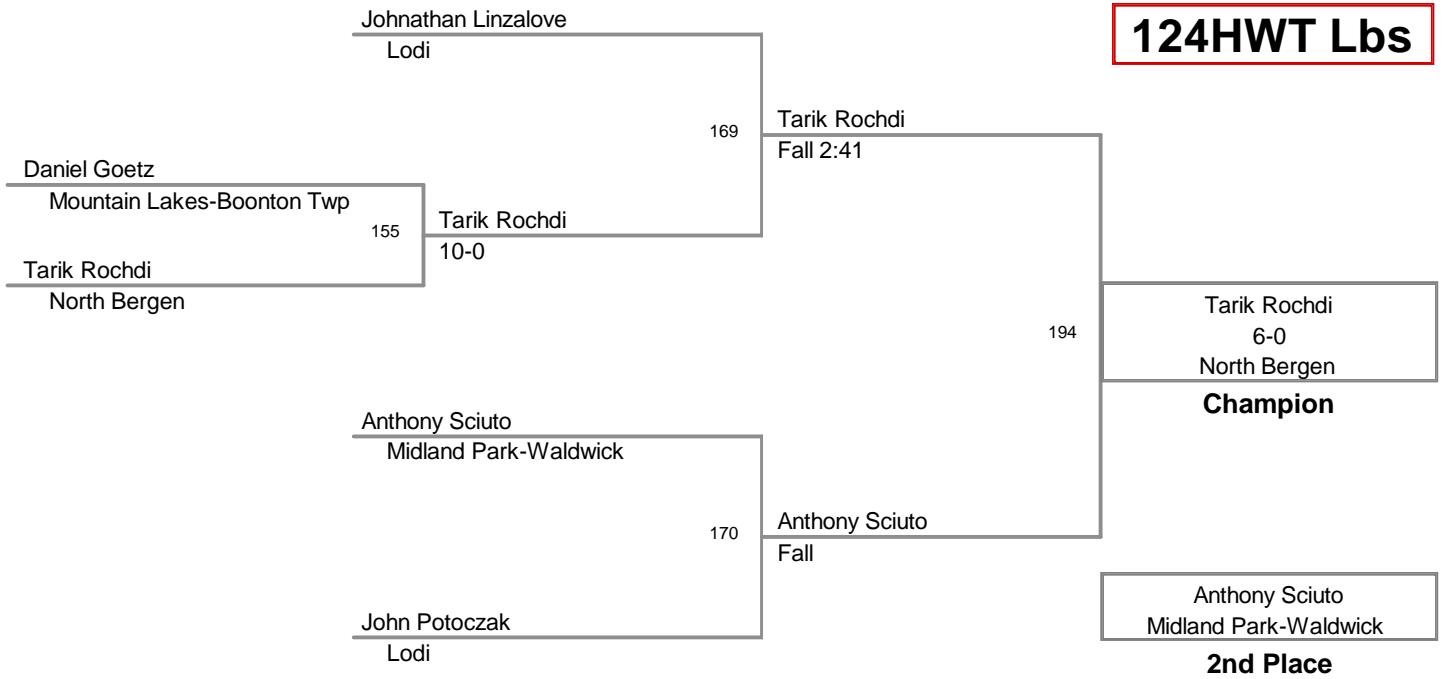 Johnathan Linzalove
Lodi
124HWT Lbs
169
Tarik Rochdi
Fall 2:41
Daniel Goetz
Mountain Lakes-Boonton Twp
155
Tarik Rochdi
10-0
Tarik Rochdi
North Bergen
194
Tarik Rochdi
6-0
North Bergen
Champion
Anthony Sciuto
Midland Park-Waldwick
170
Anthony Sciuto
Fall
John Potoczak
Lodi
Anthony Sciuto
Midland Park-Waldwick
2nd Place